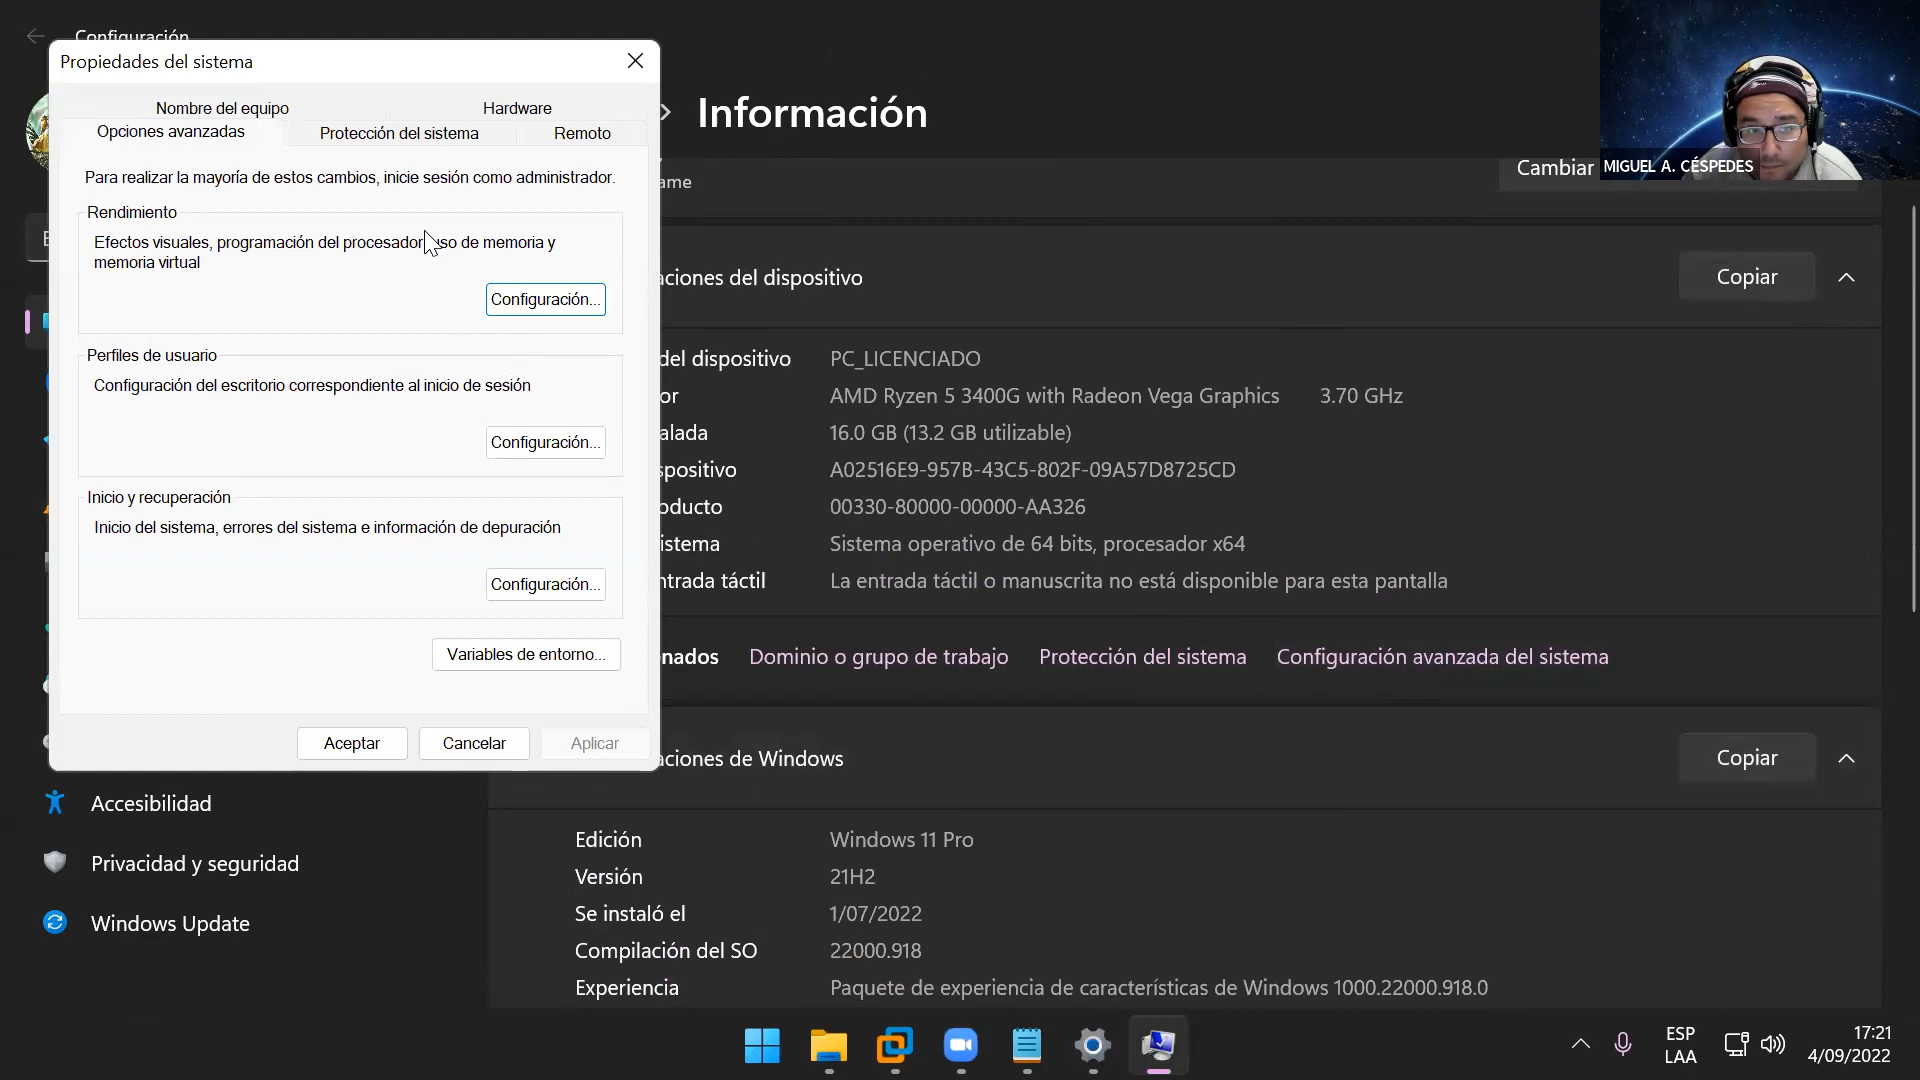 Configuración
Propiedades del sistema
Nombre del equipo
Hardware
Opciones avanzadas
Protección del sistema
Remoto
Para realizar la mayoría de estos cambios, inicie sesión como administrador.
Rendimiento
Efectos visuales, programación del procesador, uso de memoria y
memoria virtual
Configuración...
Perfiles de usuario
Configuración del escritorio correspondiente al inicio de sesión
Configuración...
Inicio y recuperación
Inicio del sistema, errores del sistema e información de depuración
Configuración...
Variables de entorno...
Aceptar
Cancelar
Aplicar
Accesibilidad
Privacidad y seguridad
Windows Update
Información
ame
Cambiar
MIGUEL A. CÉSPEDES
aciones del dispositivo
Copiar
del dispositivo PC_LICENCIADO
or AMD Ryzen 5 3400G with Radeon Vega Graphics 3.70 GHz
alada 16.0 GB (13.2 GB utilizable)
spositivo A02516E9-957B-43C5-802F-09A57D8725CD
oducto 00330-80000-00000-AA326
istema Sistema operativo de 64 bits, procesador x64
ntrada táctil La entrada táctil o manuscrita no está disponible para esta pantalla
nados Dominio o grupo de trabajo Protección del sistema Configuración avanzada del sistema
aciones de Windows
Copiar
Edición Windows 11 Pro
Versión 21H2
Se instaló el 1/07/2022
Compilación del SO 22000.918
Experiencia Paquete de experiencia de características de Windows 1000.22000.918.0
ESP
LAA
17:21
4/09/2022